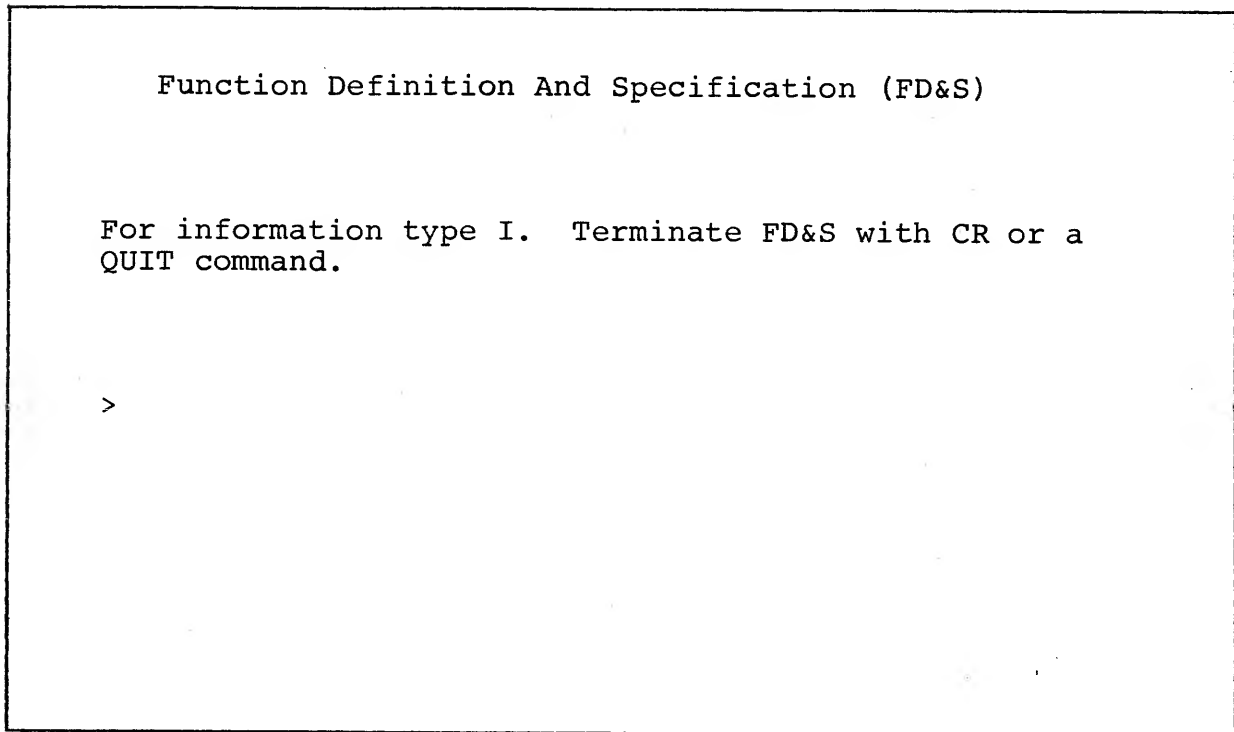 Function Definition And Specification (FD&S)
For information type I. Terminate FD&S with CR or a
QUIT command.
>